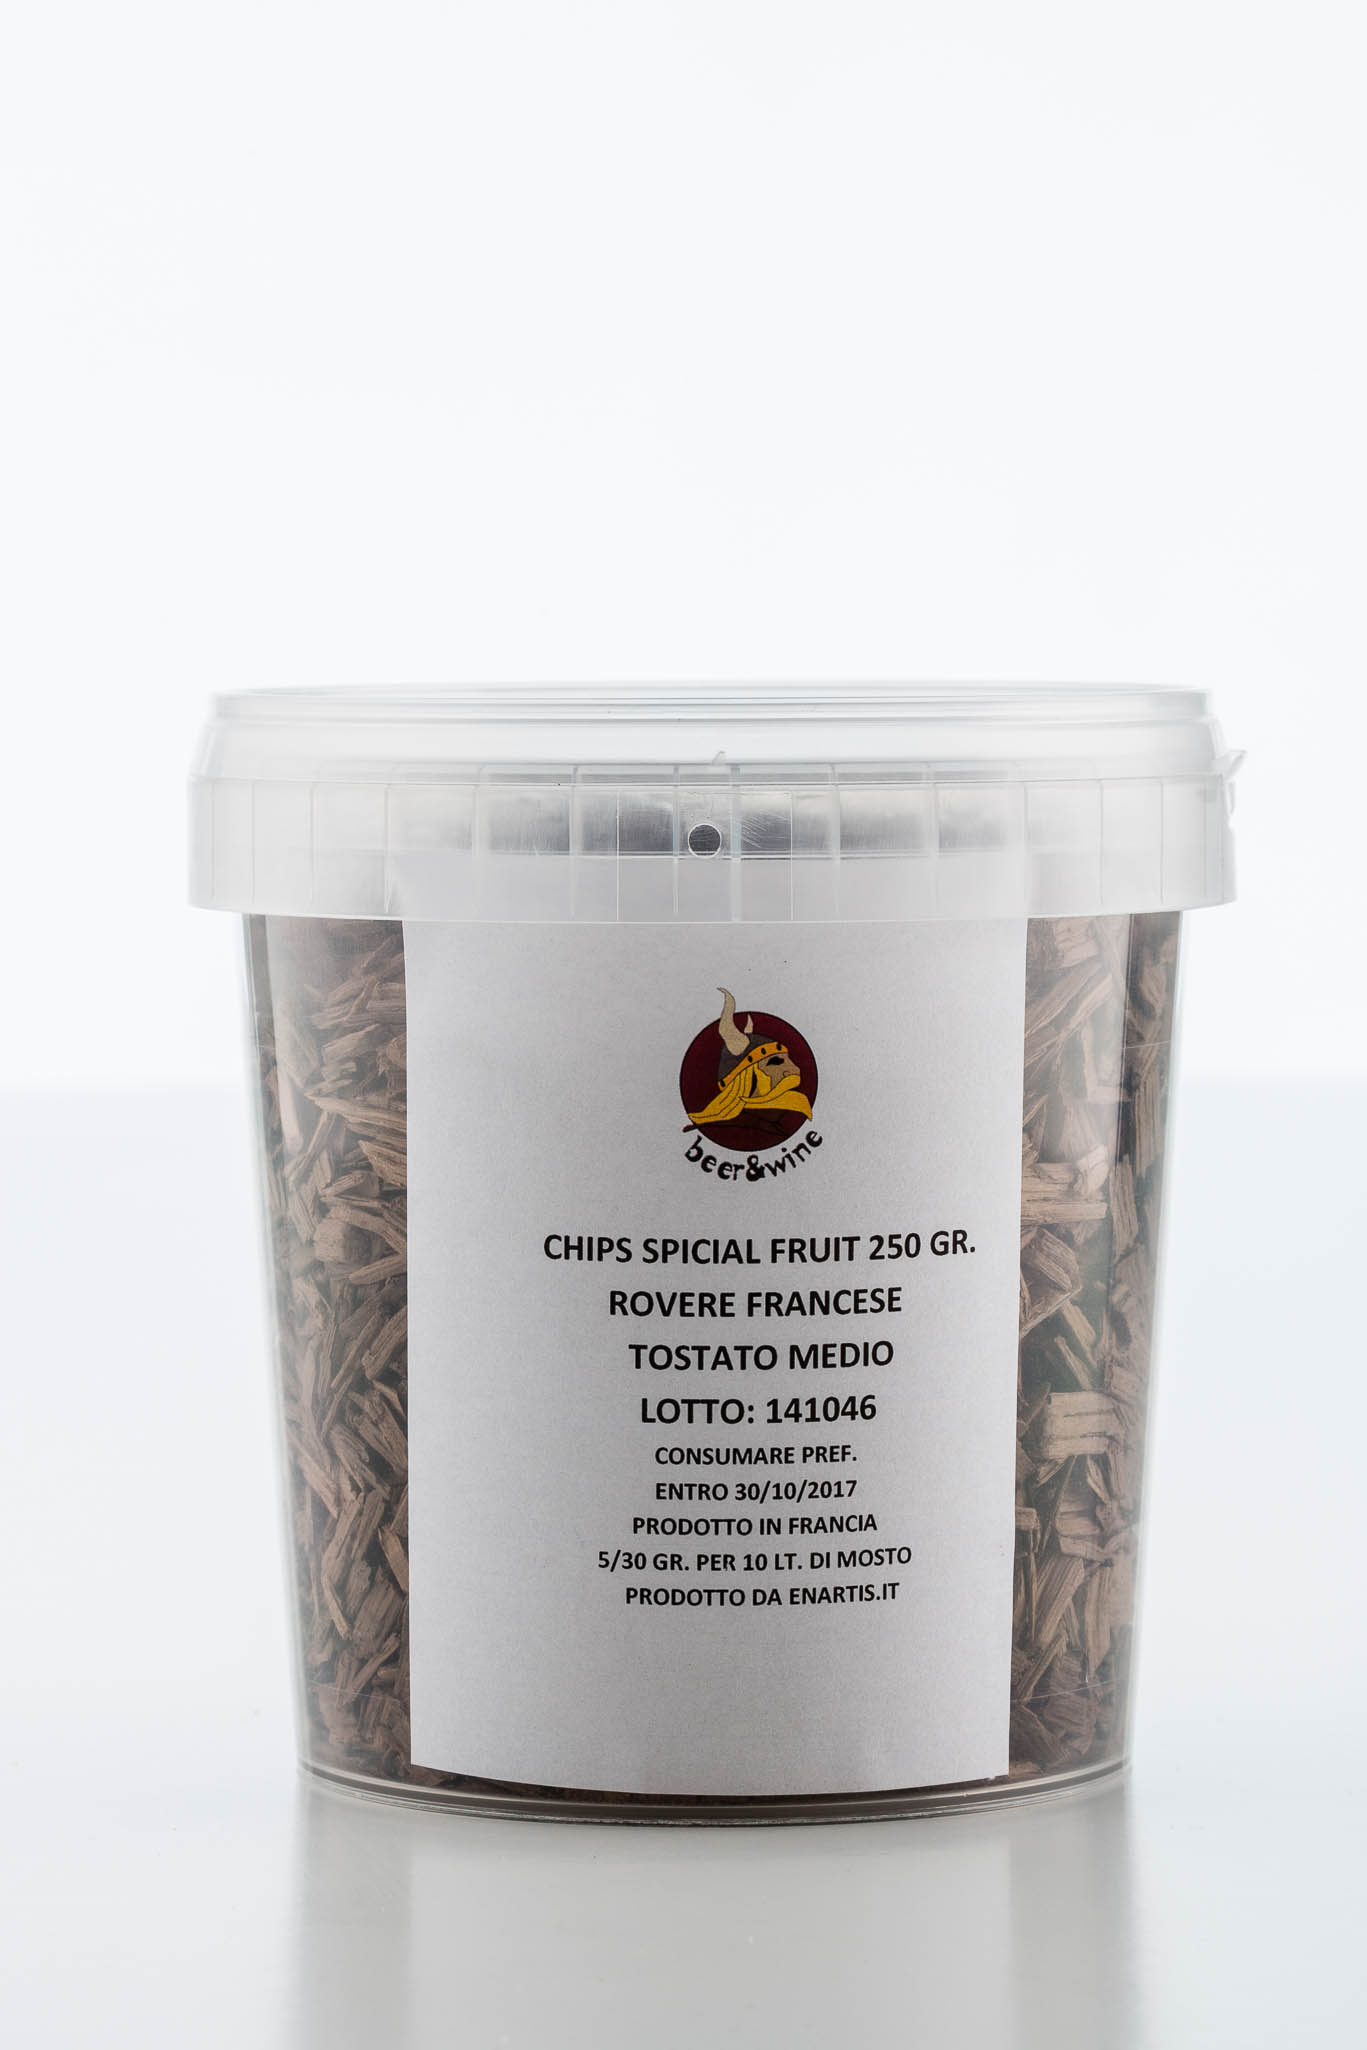 beer&wine
CHIPS SPICIAL FRUIT 250 GR.
ROVERE FRANCESE
TOSTATO MEDIO
LOTTO: 141046
CONSUMARE PREF.
ENTRO 30/10/2017
PRODOTTO IN FRANCIA
5/30 GR. PER 10 LT. DI MOSTO
PRODOTTO DA ENARTIS.IT